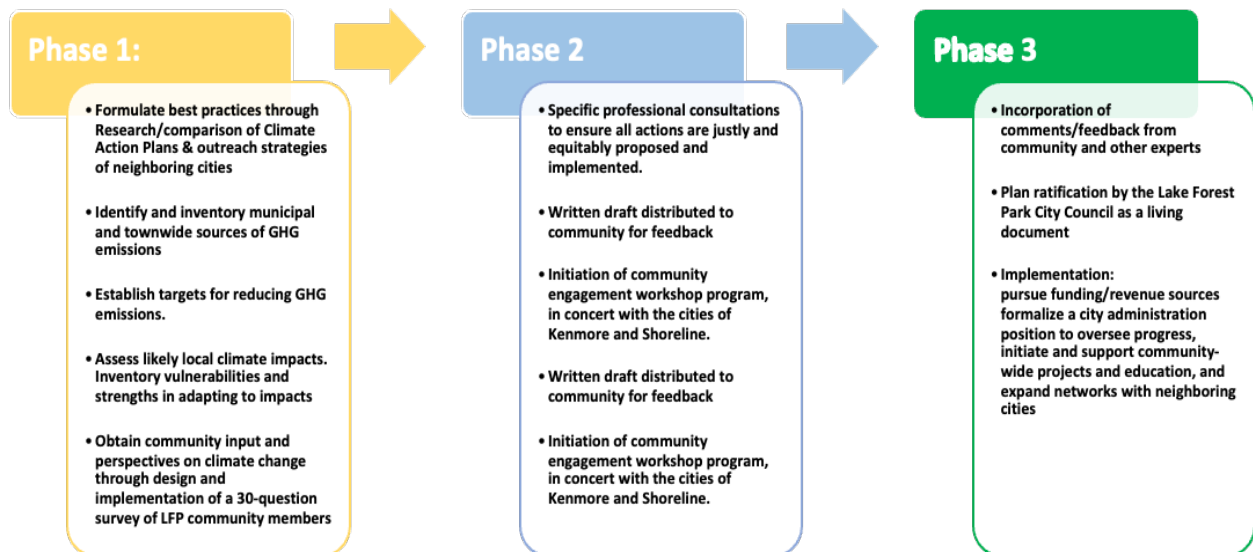 Phase 1:
• Formulate best practices through
Research/comparison of Climate
Action Plans & outreach strategies
of neighboring cities
• Identify and inventory municipal
and townwide sources of GHG
emissions
• Establish targets for reducing GHG
emissions.
• Assess likely local climate impacts.
Inventory vulnerabilities and
strengths in adapting to impacts
• Obtain community input and
perspectives on climate change
through design and
implementation of a 30-question
survey of LFP community members
Phase 2
• Specific professional consultations
to ensure all actions are justly and
equitably proposed and
implemented.
• Written draft distributed to
community for feedback
• Initiation of community
engagement workshop program,
in concert with the cities of
Kenmore and Shoreline.
• Written draft distributed to
community for feedback
• Initiation of community
engagement workshop program,
in concert with the cities of
Kenmore and Shoreline.
Phase 3
• Incorporation of
comments/feedback from
community and other experts
• Plan ratification by the Lake Forest
Park City Council as a living
document
• Implementation:
pursue funding/revenue sources
formalize a city administration
position to oversee progress,
initiate and support community-
wide projects and education, and
expand networks with neighboring
cities